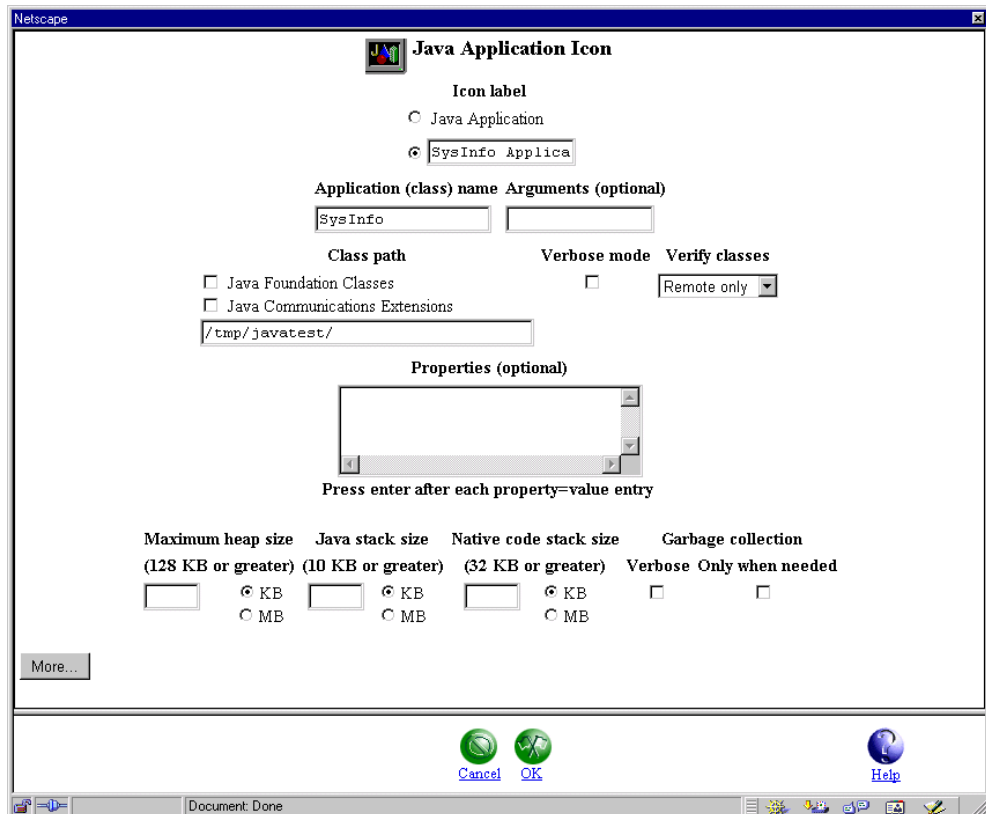 Netscape
Java Application Icon
Icon label
Java Application
SysInfo Applica
Application (class) name Arguments (optional)
SysInfo
Class path Verbose mode Verify classes
Java Foundation Classes
Remote only
Java Communications Extensions
/tmp/javatest/
Properties (optional)
Press enter after each property=value entry
Maximum heap size Java stack size Native code stack size Garbage collection
(128 KB or greater) (10 KB or greater) (32 KB or greater) Verbose Only when needed
KB KB KB
MB MB MB
More...
Cancel OK Help
Document: Done